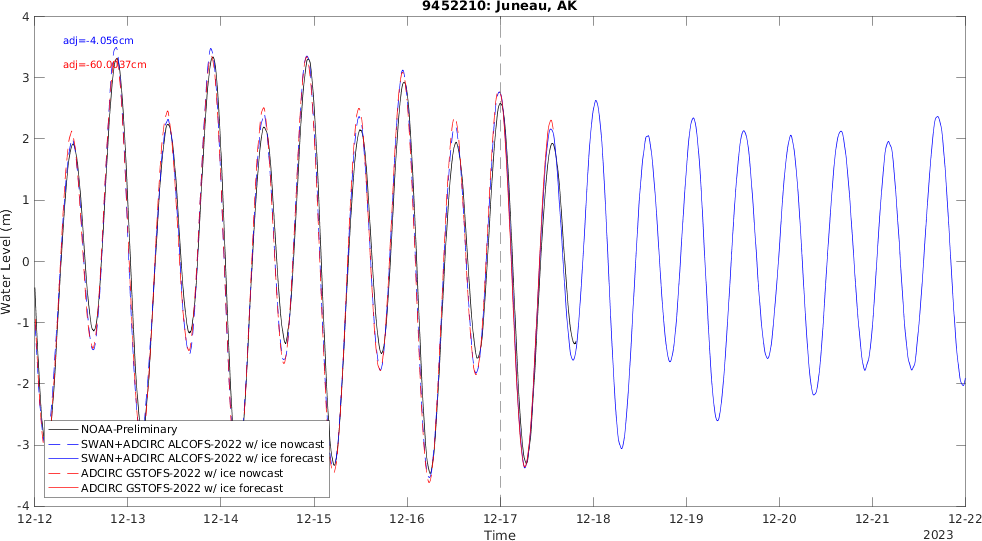 9452210: Juneau, AK
adj=-4.056cm
adj=-60.0037cm
Water Level (m)
4
3
2
1
0
-1
-2
-3
-4
NOAA-Preliminary
SWAN+ADCIRC ALCOFS-2022 w/ ice nowcast
SWAN+ADCIRC ALCOFS-2022 w/ ice forecast
ADCIRC GSTOFS-2022 w/ ice nowcast
ADCIRC GSTOFS-2022 w/ ice forecast
12-12 12-13 12-14 12-15 12-16 12-17 12-18 12-19 12-20 12-21 12-22
Time
2023